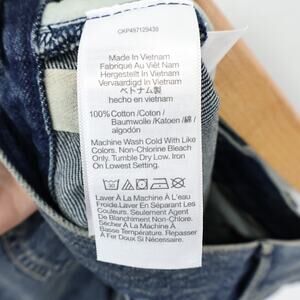 CKP497129439
Made In Vietnam
Fabriqué Au Viêt Nam
Hergestellt In Vietnam
Vervaardigd In Vietnam
ベトナム製
hecho en vietnam
100%Cotton /Coton /
Baumwolle /Katoen /綿 /
algodón
Machine Wash Cold With Like
Colors. Non-Chlorine Bleach
Only. Tumble Dry Low, Iron
On Lowest Setting.
Laver À La Machine À L'eau
Froide Laver En Séparant Les
Couleurs. Seulement Agent
De Blanchiment Non-Chlor.
Sécher À La Machine À
Basse Température. Repassez
À Fer Doux Si Nécessaire.